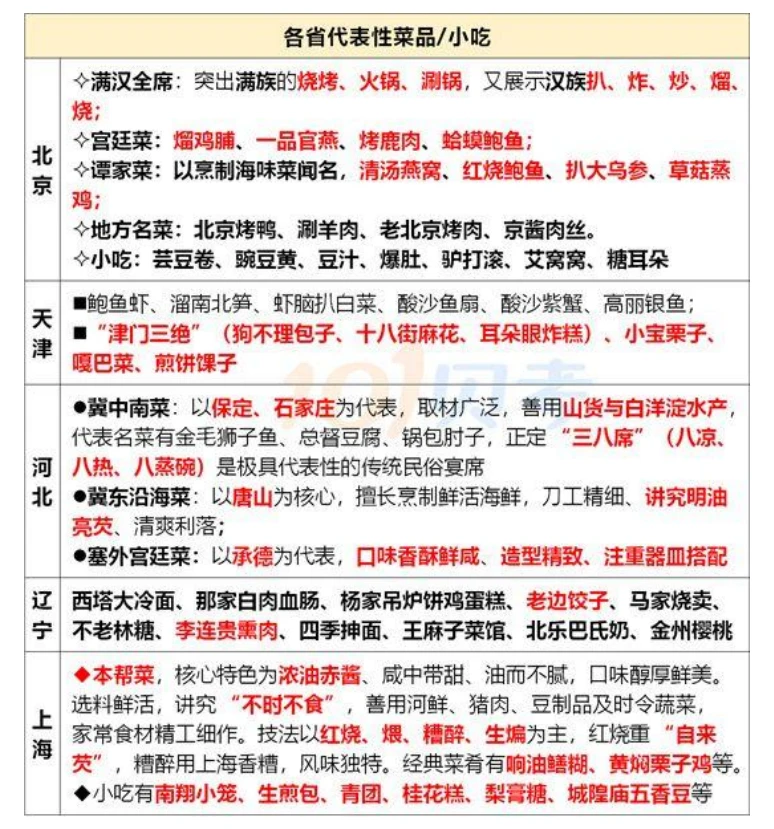 各省代表性菜品/小吃
北京
✧满汉全席：突出满族的烧烤、火锅、涮锅，又展示汉族扒、炸、炒、熘、
烧；
✧宫廷菜：熘鸡脯、一品官燕、烤鹿肉、蛤蟆鲍鱼；
✧谭家菜：以烹制海味菜闻名，清汤燕窝、红烧鲍鱼、扒大乌参、草菇蒸
鸡；
✧地方名菜：北京烤鸭、涮羊肉、老北京烤肉、京酱肉丝。
✧小吃：芸豆卷、豌豆黄、豆汁、爆肚、驴打滚、艾窝窝、糖耳朵
天津
■鲍鱼虾、溜南北笋、虾脑扒白菜、酸沙鱼扇、酸沙紫蟹、高丽银鱼；
■“津门三绝”（狗不理包子、十八街麻花、耳朵眼炸糕）、小宝栗子、
嘎巴菜、煎饼馃子
河北
●冀中南菜：以保定、石家庄为代表，取材广泛，善用山货与白洋淀水产，
代表名菜有金毛狮子鱼、总督豆腐、锅包肘子，正定“三八席”（八凉、
八热、八蒸碗）是极具代表性的传统民俗宴席
●冀东沿海菜：以唐山为核心，擅长烹制鲜活海鲜，刀工精细、讲究明油
亮芡、清爽利落；
●塞外宫廷菜：以承德为代表，口味香酥鲜咸、造型精致、注重器皿搭配
辽宁
西塔大冷面、那家白肉血肠、杨家吊炉饼鸡蛋糕、老边饺子、马家烧卖、
不老林糖、李连贵熏肉、四季抻面、王麻子菜馆、北乐巴氏奶、金州樱桃
上海
◆本帮菜，核心特色为浓油赤酱、咸中带甜、油而不腻，口味醇厚鲜美。
选料鲜活，讲究“不时不食”，善用河鲜、猪肉、豆制品及时令蔬菜，
家常食材精工细作。技法以红烧、煨、糟醉、生煸为主，红烧重“自来
芡”，糟醉用上海香糟，风味独特。经典菜肴有响油鳝糊、黄焖栗子鸡等。
◆小吃有南翔小笼、生煎包、青团、桂花糕、梨膏糖、城隍庙五香豆等
101贝考